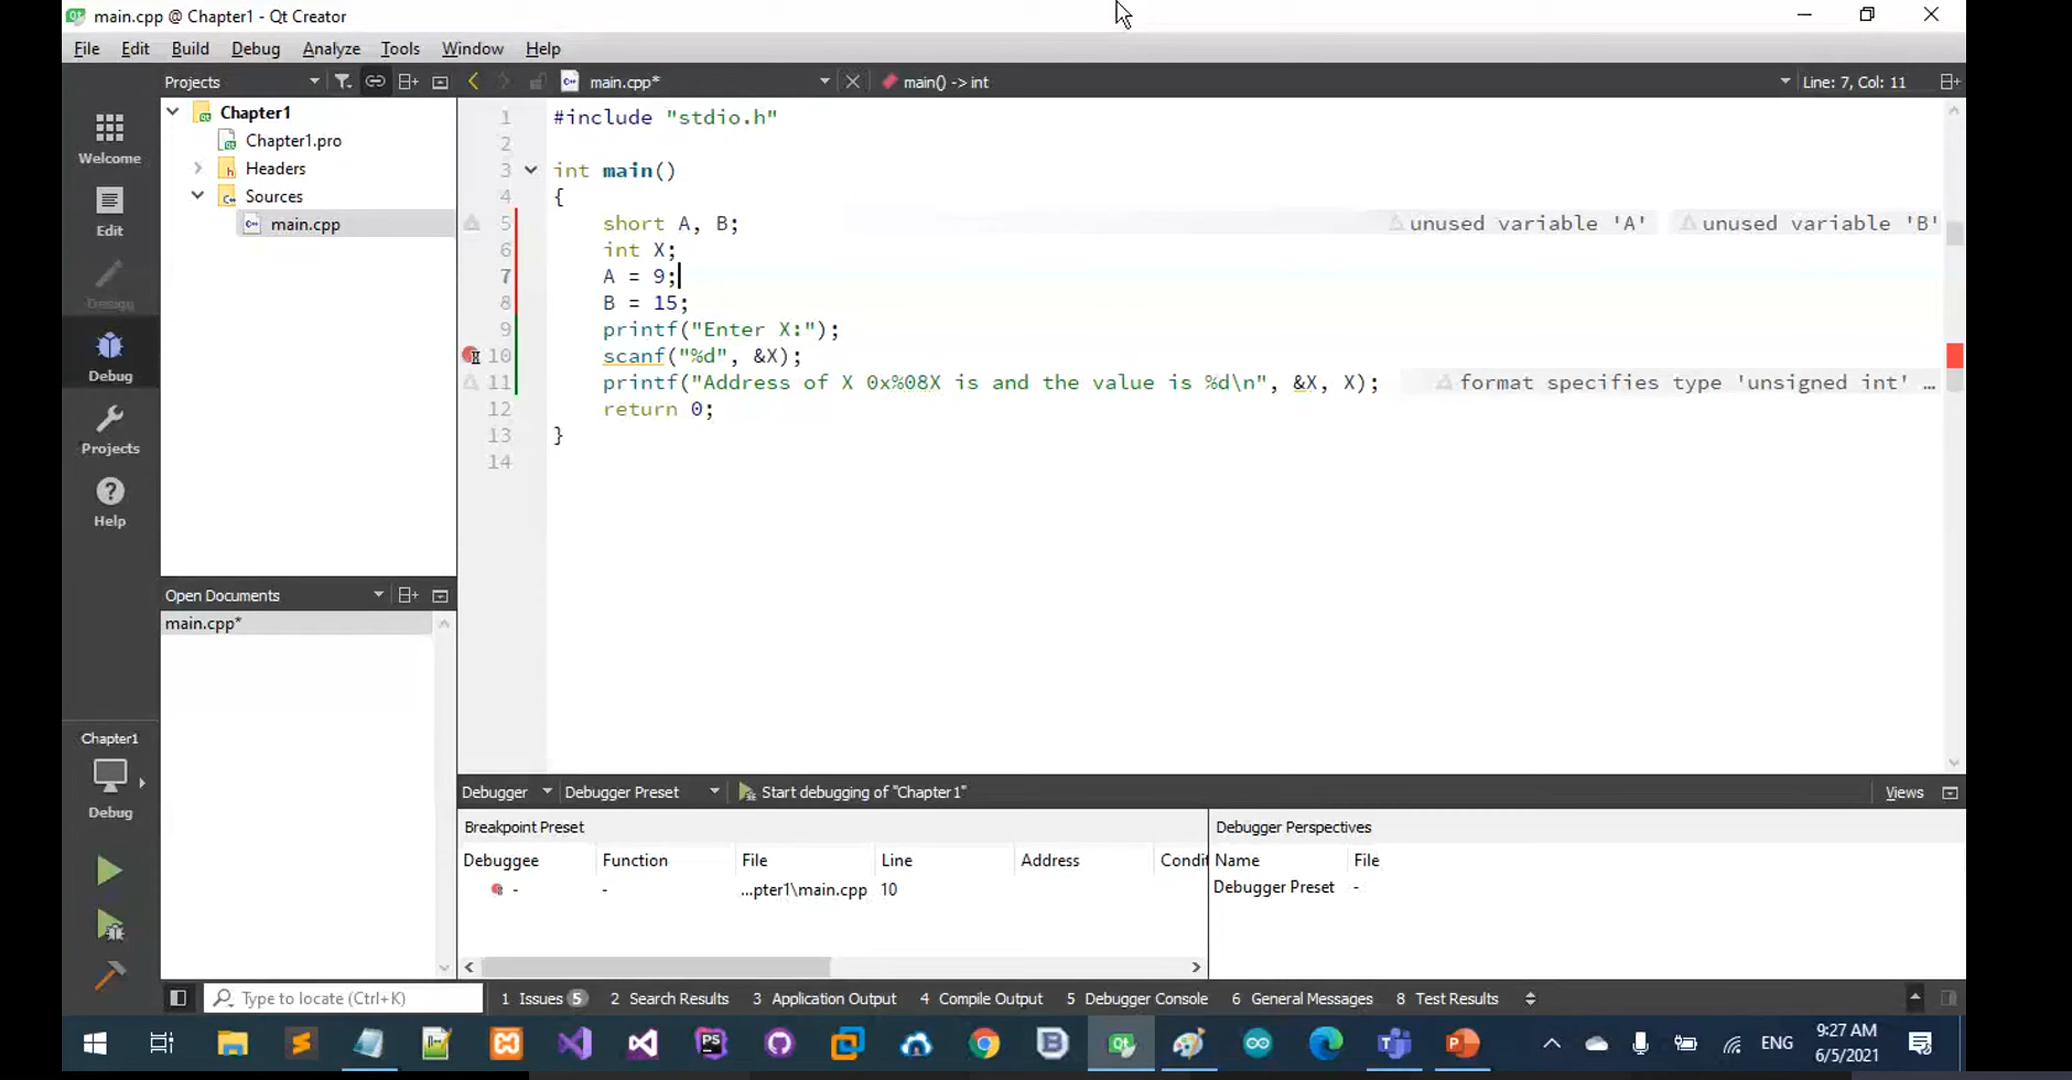 main.cpp @ Chapter1 - Qt Creator
File Edit Build Debug Analyze Tools Window Help
Projects main.cpp* main() -> int Line: 7, Col: 11
Welcome
Edit
Design
Debug
Projects
Help
Chapter1
Chapter1.pro
Headers
Sources
main.cpp
1 #include "stdio.h"
2
3 int main()
4 {
5 short A, B; unused variable 'A' unused variable 'B'
6 int X;
7 A = 9;
8 B = 15;
9 printf("Enter X:");
10 scanf("%d", &X);
11 printf("Address of X 0x%08X is and the value is %d\n", &X, X); format specifies type 'unsigned int' …
12 return 0;
13 }
14
Open Documents
main.cpp*
Chapter1
Debug
Debugger Debugger Preset Start debugging of "Chapter1" Views
Breakpoint Preset
Debuggee Function File Line Address Condit
- - ...pter1\main.cpp 10
Debugger Perspectives
Name File
Debugger Preset -
Type to locate (Ctrl+K) 1 Issues 5 2 Search Results 3 Application Output 4 Compile Output 5 Debugger Console 6 General Messages 8 Test Results
PS
ENG
9:27 AM
6/5/2021